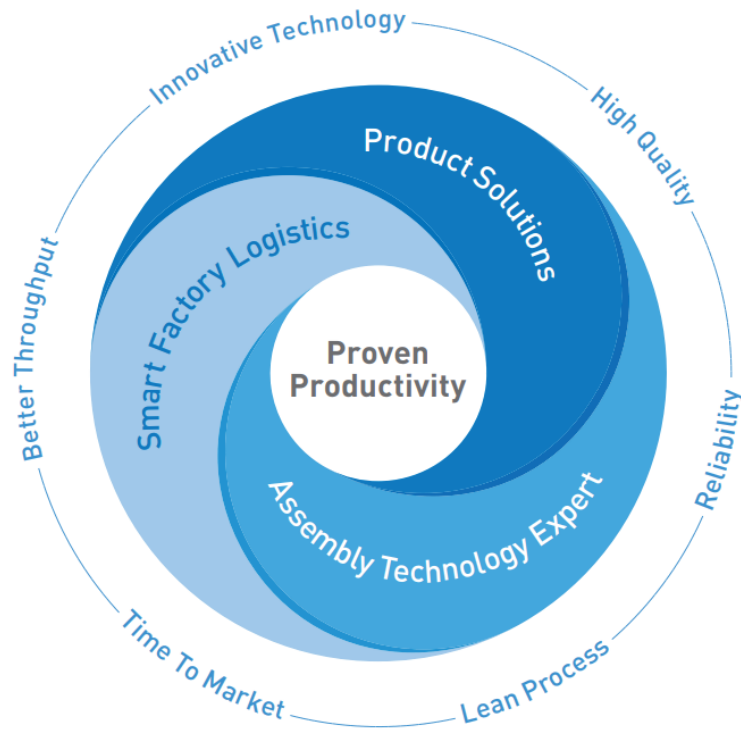 Innovative Technology
High Quality
Reliability
Lean Process
Time To Market
Better Throughput
Product Solutions
Assembly Technology Expert
Smart Factory Logistics
Proven
Productivity